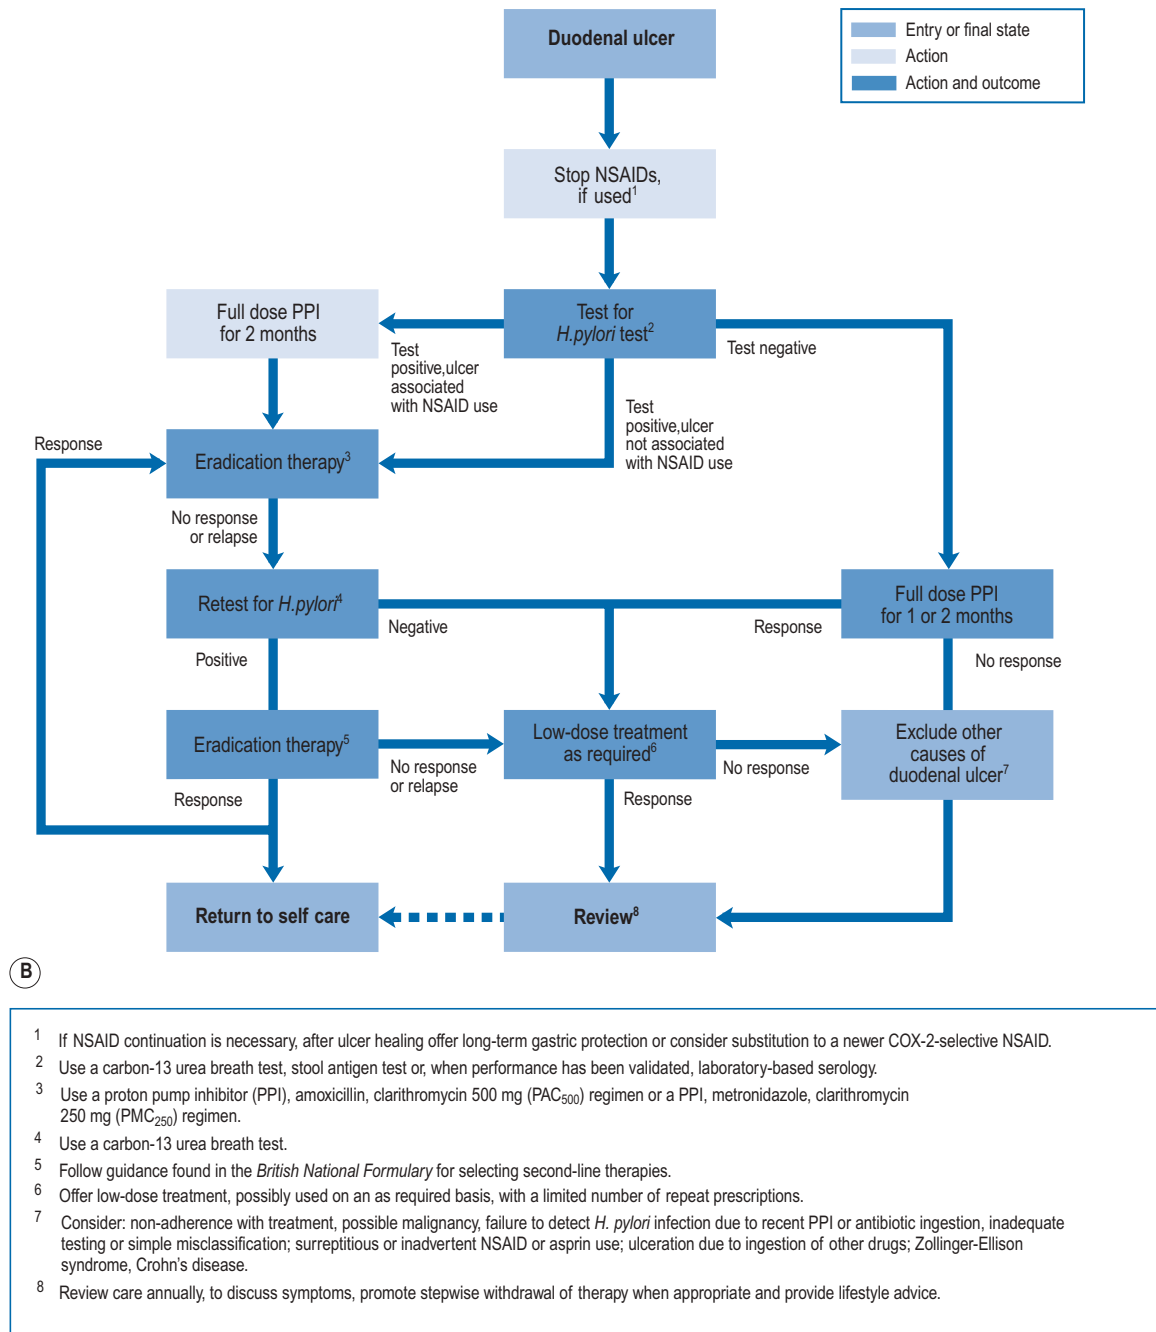 Duodenal ulcer
Entry or final state
Action
Action and outcome
Stop NSAIDs,
if used1
Full dose PPI
for 2 months
Test for
H.pylori test2
Test negative
Test
positive,ulcer
associated
with NSAID use
Test
positive,ulcer
not associated
with NSAID use
Response
Eradication therapy3
No response
or relapse
Retest for H.pylori4
Negative
Response
Full dose PPI
for 1 or 2 months
Positive
No response
Eradication therapy5
No response
or relapse
Low-dose treatment
as required6
No response
Exclude other
causes of
duodenal ulcer7
Response
Response
Return to self care
Review8
B
1 If NSAID continuation is necessary, after ulcer healing offer long-term gastric protection or consider substitution to a newer COX-2-selective NSAID.
2 Use a carbon-13 urea breath test, stool antigen test or, when performance has been validated, laboratory-based serology.
3 Use a proton pump inhibitor (PPI), amoxicillin, clarithromycin 500 mg (PAC500) regimen or a PPI, metronidazole, clarithromycin
250 mg (PMC250) regimen.
4 Use a carbon-13 urea breath test.
5 Follow guidance found in the British National Formulary for selecting second-line therapies.
6 Offer low-dose treatment, possibly used on an as required basis, with a limited number of repeat prescriptions.
7 Consider: non-adherence with treatment, possible malignancy, failure to detect H. pylori infection due to recent PPI or antibiotic ingestion, inadequate
testing or simple misclassification; surreptitious or inadvertent NSAID or asprin use; ulceration due to ingestion of other drugs; Zollinger-Ellison
syndrome, Crohn's disease.
8 Review care annually, to discuss symptoms, promote stepwise withdrawal of therapy when appropriate and provide lifestyle advice.